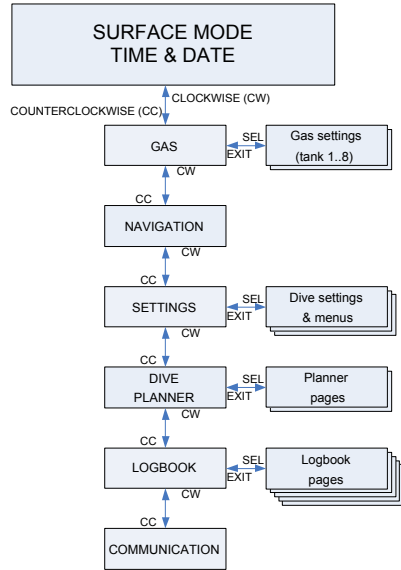 SURFACE MODE
TIME & DATE
CLOCKWISE (CW)
COUNTERCLOCKWISE (CC)
GAS
SEL
EXIT
Gas settings
(tank 1..8)
CW
CC
NAVIGATION
CW
CC
SETTINGS
SEL
EXIT
Dive settings
& menus
CW
CC
DIVE
PLANNER
SEL
EXIT
Planner
pages
CW
CC
LOGBOOK
SEL
EXIT
Logbook
pages
CW
CC
COMMUNICATION